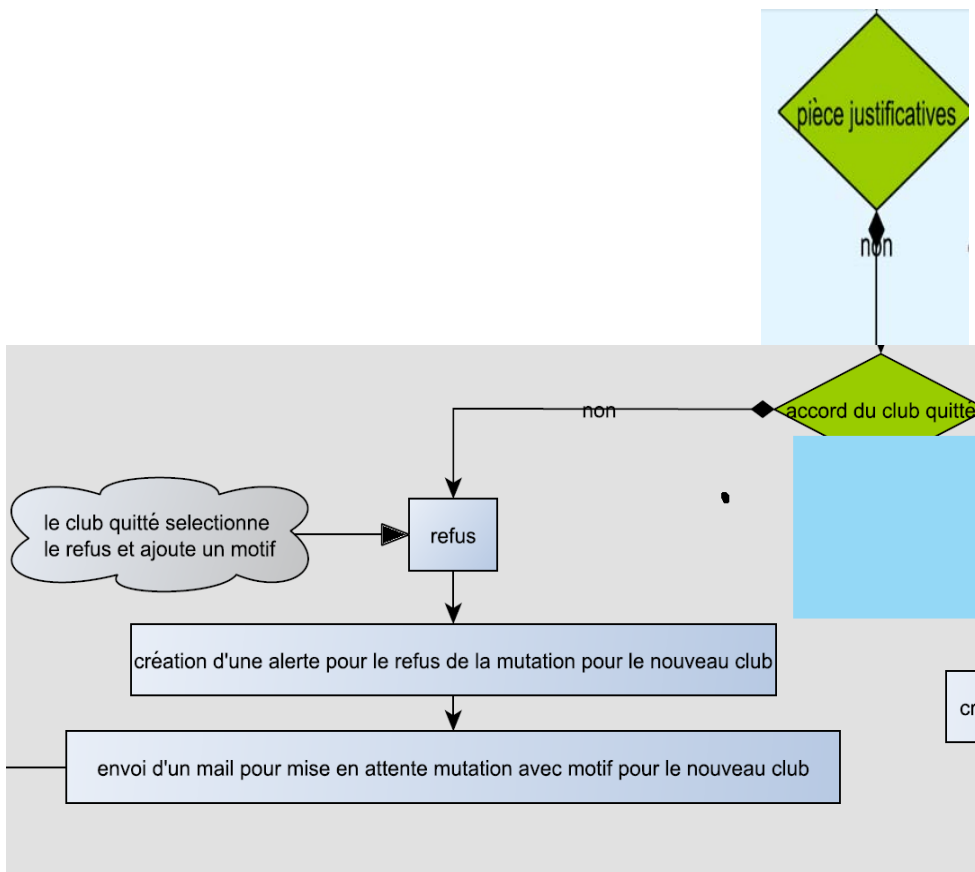 pièce justificatives
non
accord du club quitté
non
le club quitté selectionne
le refus et ajoute un motif
refus
création d'une alerte pour le refus de la mutation pour le nouveau club
envoi d'un mail pour mise en attente mutation avec motif pour le nouveau club